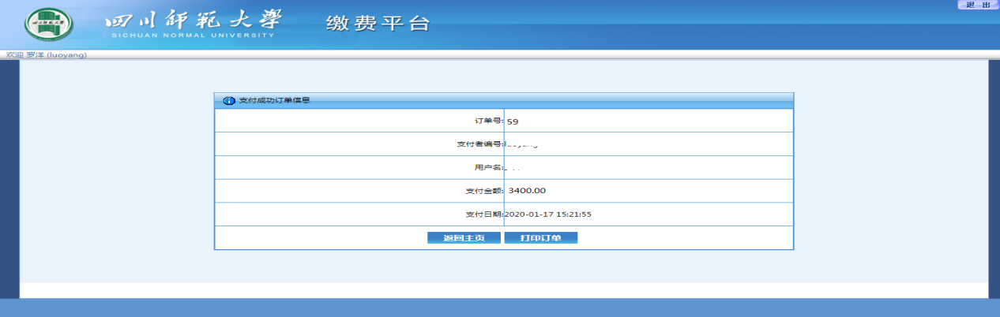 退 出
四川师范大学
SICHUAN NORMAL UNIVERSITY
缴费平台
欢迎 罗洋 (luoyang)
支付成功订单信息
订单号: 59
支付者编号:
用户名:
支付金额: 3400.00
支付日期:2020-01-17 15:21:55
返回主页 打印订单